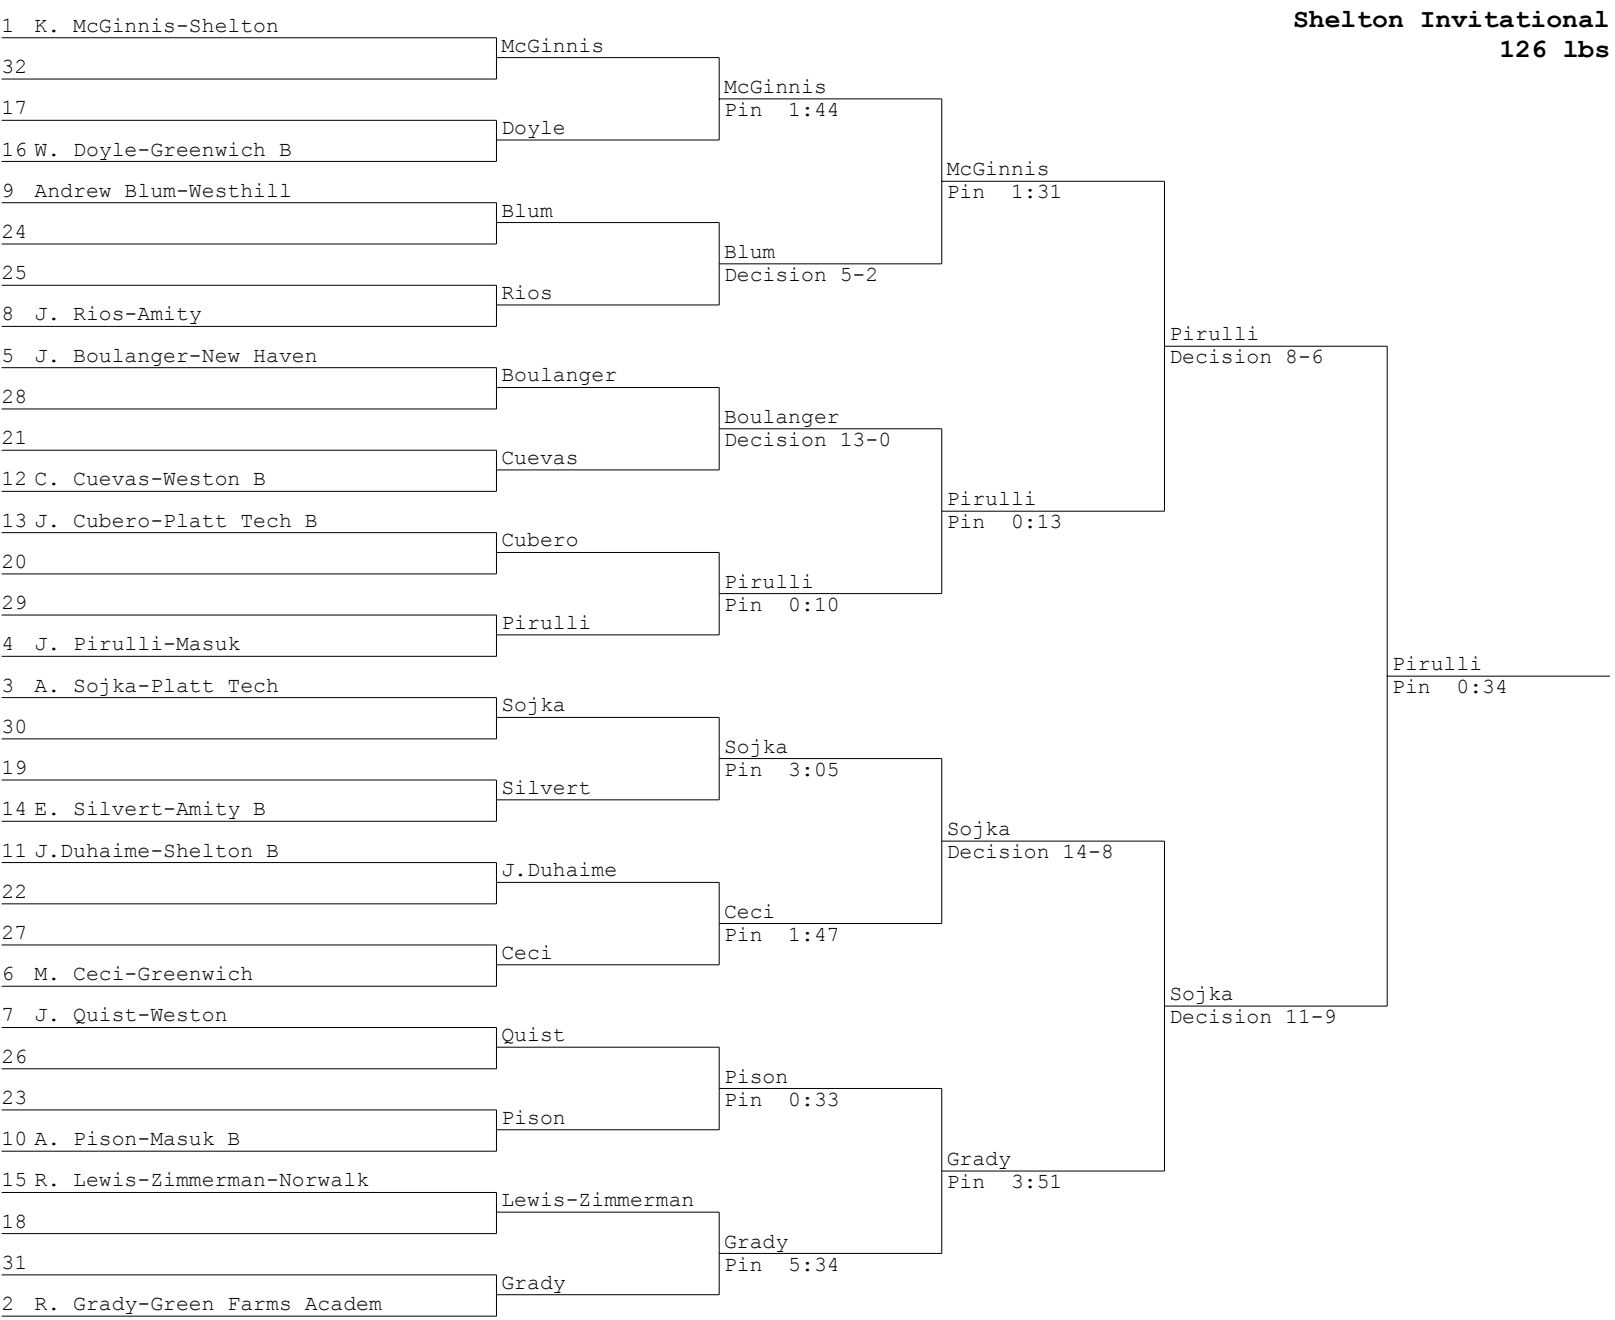 Shelton Invitational
126 lbs
1 K. McGinnis-Shelton
32
17
16 W. Doyle-Greenwich B
9 Andrew Blum-Westhill
24
25
8 J. Rios-Amity
5 J. Boulanger-New Haven
28
21
12 C. Cuevas-Weston B
13 J. Cubero-Platt Tech B
20
29
4 J. Pirulli-Masuk
3 A. Sojka-Platt Tech
30
19
14 E. Silvert-Amity B
11 J.Duhaime-Shelton B
22
27
6 M. Ceci-Greenwich
7 J. Quist-Weston
26
23
10 A. Pison-Masuk B
15 R. Lewis-Zimmerman-Norwalk
18
31
2 R. Grady-Green Farms Academ
McGinnis
Doyle
Blum
Rios
Boulanger
Cuevas
Cubero
Pirulli
Sojka
Silvert
J.Duhaime
Ceci
Quist
Pison
Lewis-Zimmerman
Grady
McGinnis
Pin 1:44
Blum
Decision 5-2
Boulanger
Decision 13-0
Pirulli
Pin 0:10
Sojka
Pin 3:05
Ceci
Pin 1:47
Pison
Pin 0:33
Grady
Pin 5:34
McGinnis
Pin 1:31
Pirulli
Pin 0:13
Sojka
Decision 14-8
Grady
Pin 3:51
Pirulli
Decision 8-6
Sojka
Decision 11-9
Pirulli
Pin 0:34